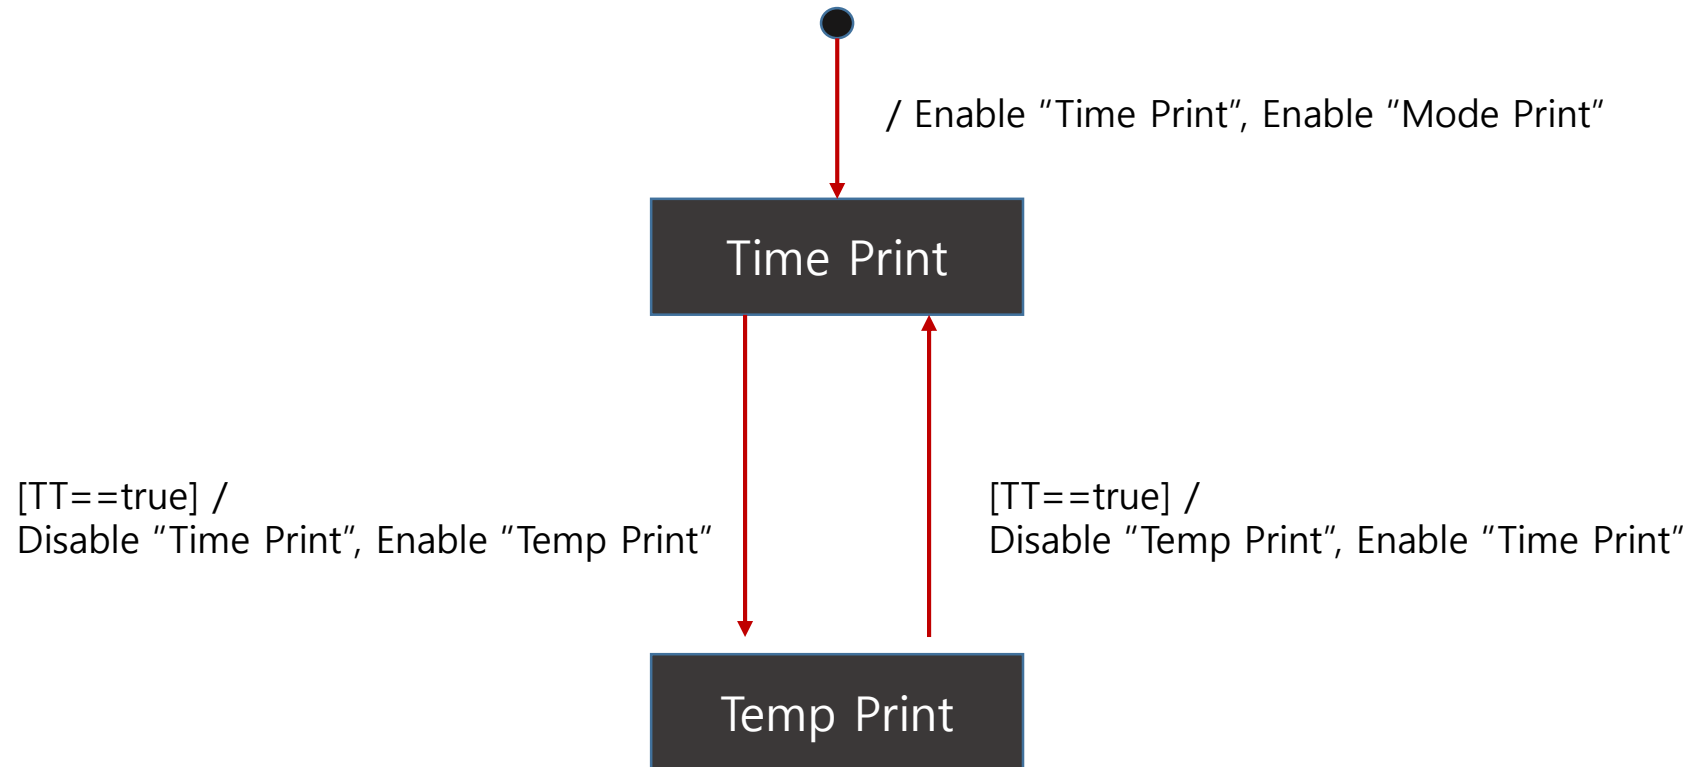 / Enable "Time Print", Enable "Mode Print"
Time Print
[TT==true] /
Disable "Time Print", Enable "Temp Print"
[TT==true] /
Disable "Temp Print", Enable "Time Print"
Temp Print